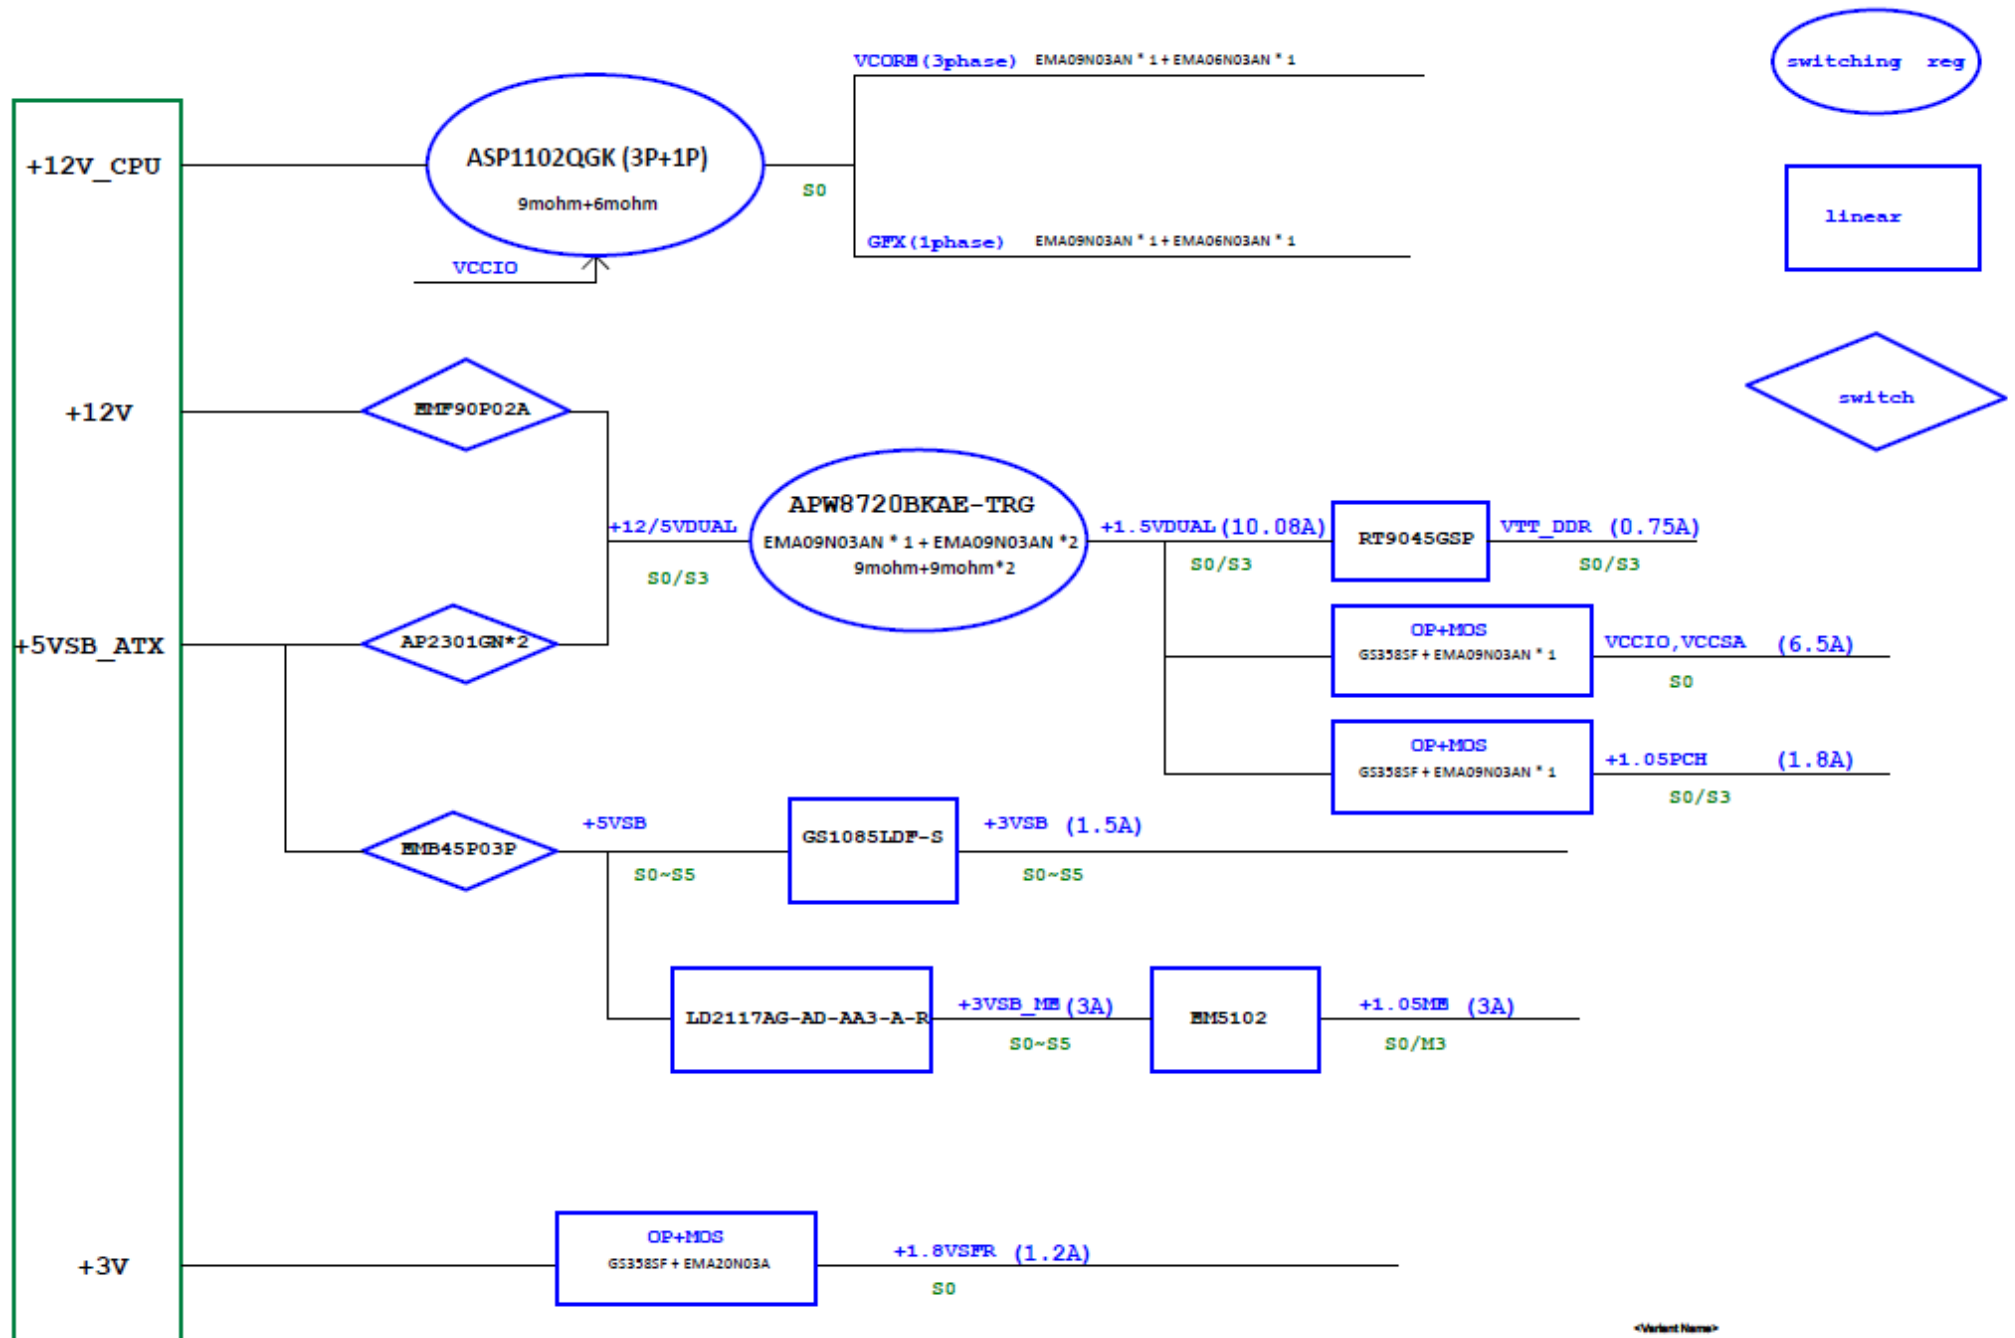 VCORE(3phase) EMA09N03AN * 1 + EMA06N03AN * 1
switching reg
+12V_CPU
ASP1102QGK (3P+1P)
9mohm+6mohm
S0
linear
GFX(1phase) EMA09N03AN * 1 + EMA06N03AN * 1
VCCIO
+12V
EMF90P02A
switch
APW8720BKAE-TRG
+12/5VDUAL
EMA09N03AN * 1 + EMA09N03AN *2
9mohm+9mohm*2
S0/S3
+1.5VDUAL (10.08A)
S0/S3
RT9045GSP
VTT_DDR (0.75A)
S0/S3
+5VSB_ATX
AP2301GN*2
OP+MOS
GS358SF + EMA09N03AN * 1
VCCIO,VCCSA (6.5A)
S0
OP+MOS
GS358SF + EMA09N03AN * 1
+1.05PCH (1.8A)
S0/S3
EMB45P03P
+5VSB
S0~S5
GS1085LDF-S
+3VSB (1.5A)
S0~S5
LD2117AG-AD-AA3-A-R
+3VSB_ME (3A)
S0~S5
EM5102
+1.05ME (3A)
S0/M3
+3V
OP+MOS
GS358SF + EMA20N03A
+1.8VSFR (1.2A)
S0
<Variant Name>